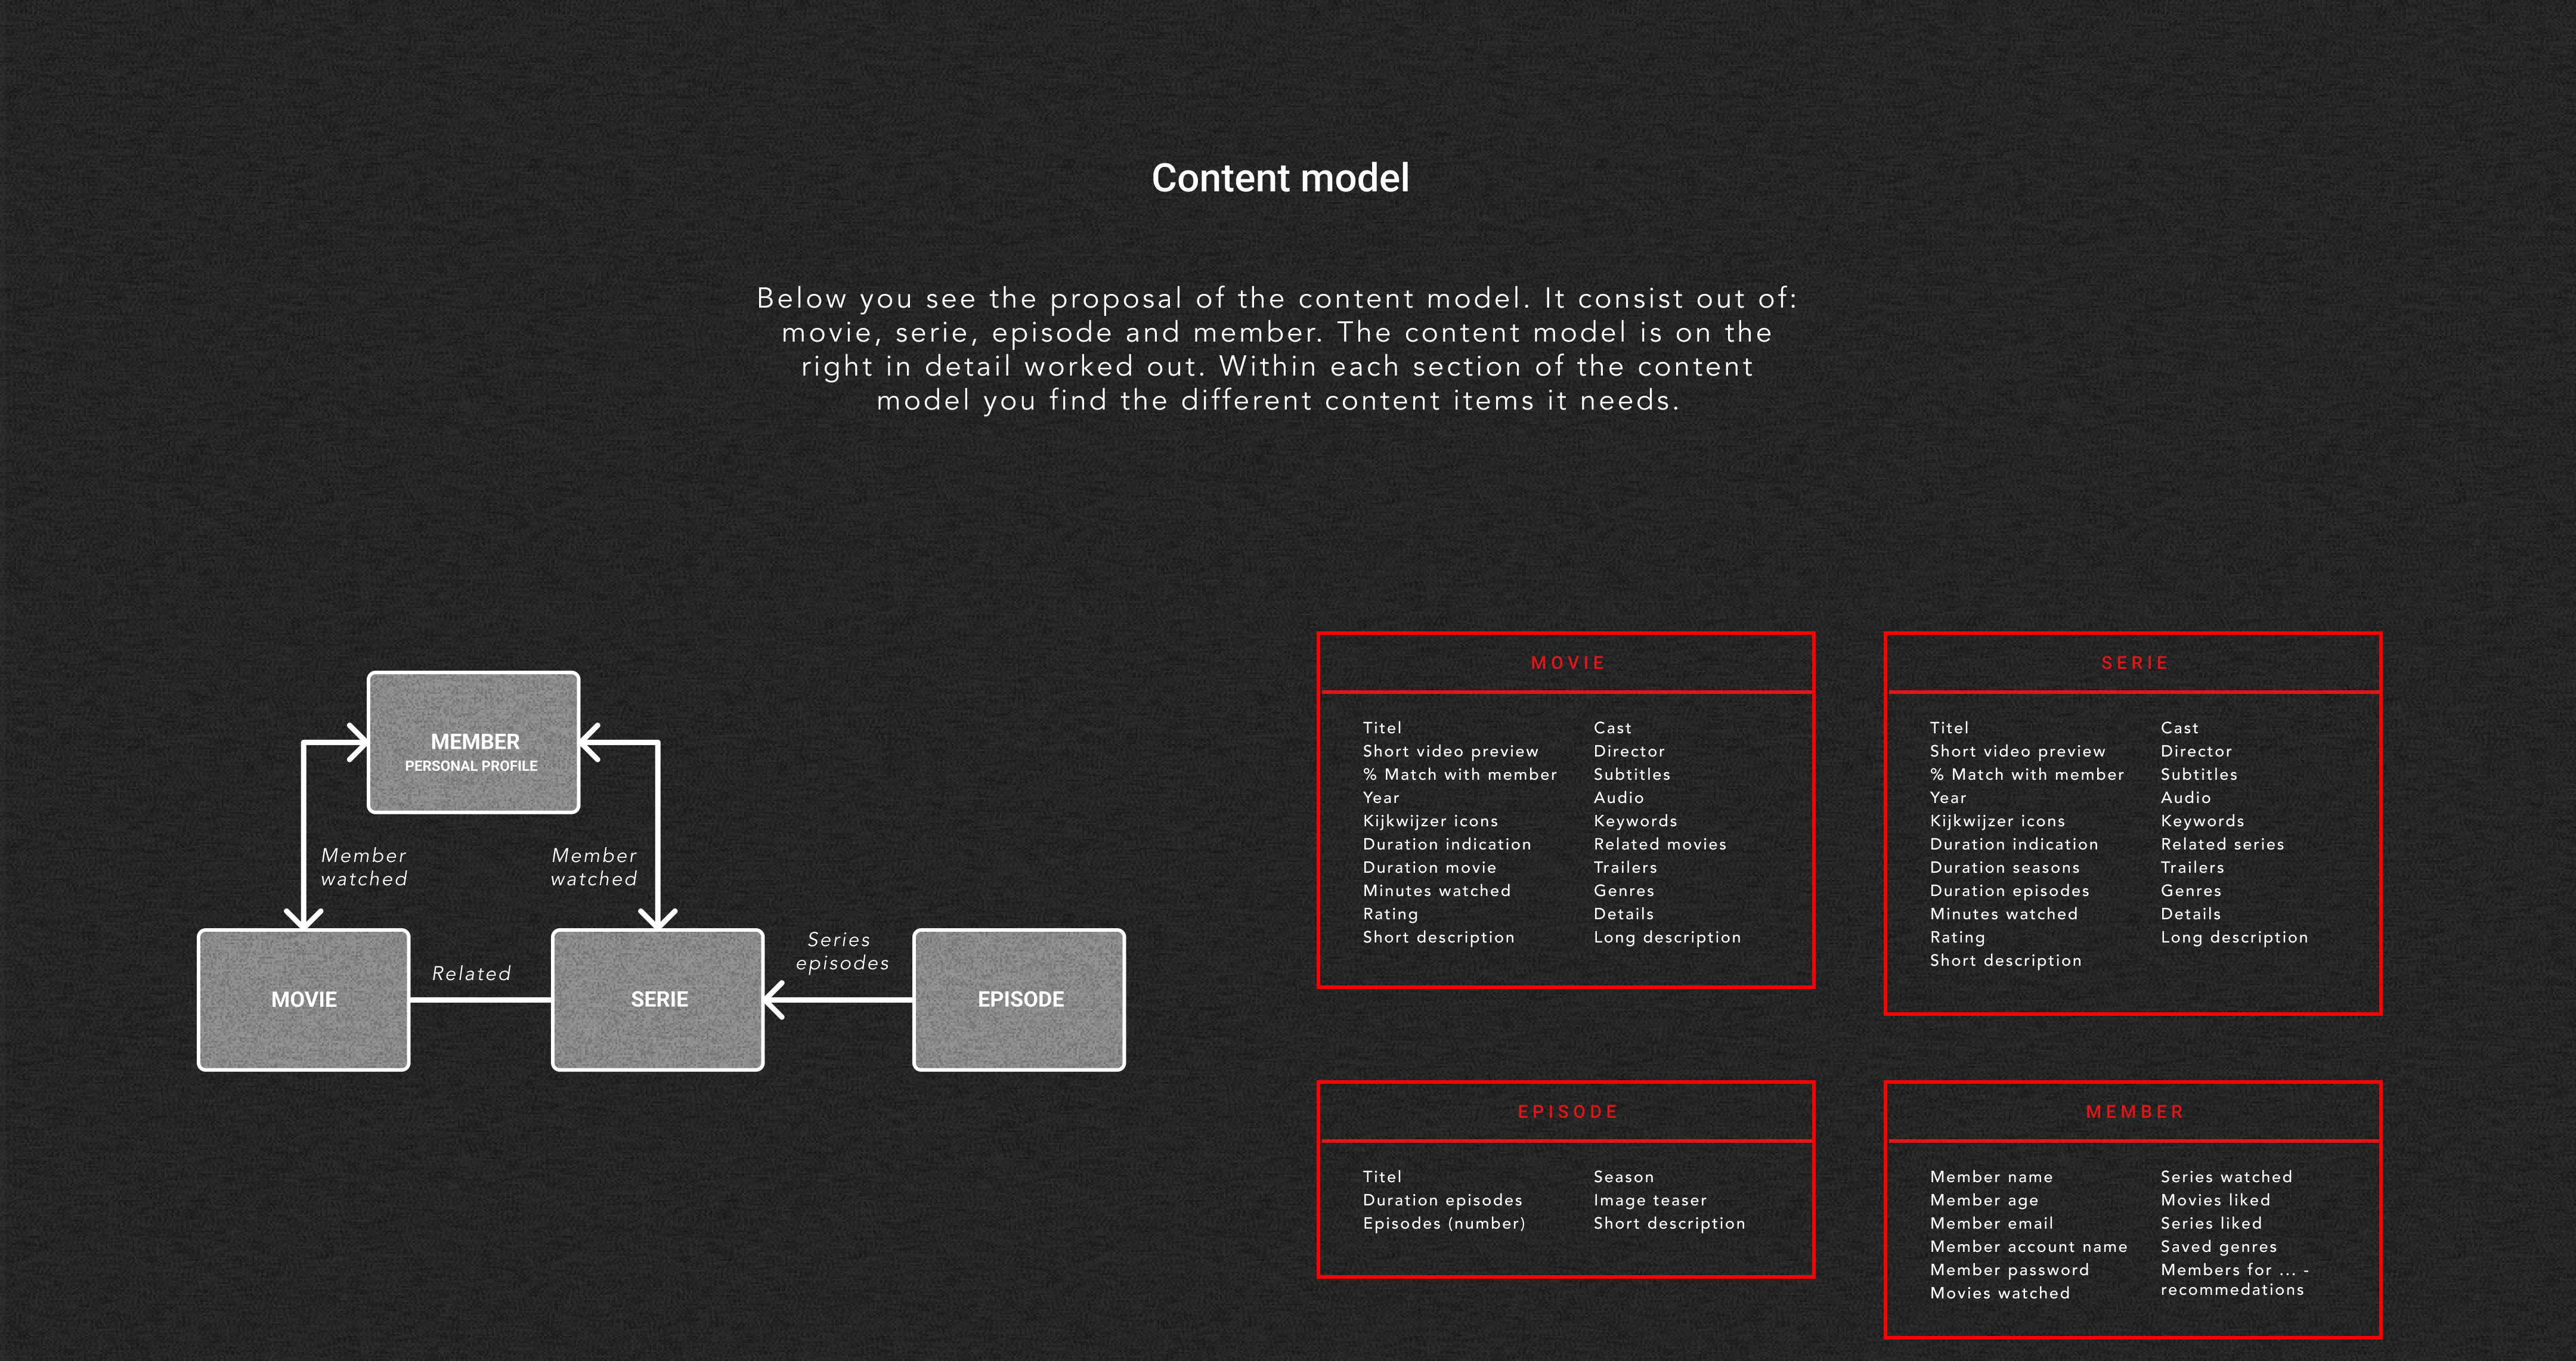 Content model
Below you see the proposal of the content model. It consist out of:
movie, serie, episode and member. The content model is on the
right in detail worked out. Within each section of the content
model you find the different content items it needs.
MEMBER
PERSONAL PROFILE
Member
watched
Member
watched
MOVIE
Related
SERIE
Series
episodes
EPISODE
MOVIE
Titel
Short video preview
% Match with member
Year
Kijkwijzer icons
Duration indication
Duration movie
Minutes watched
Rating
Short description
Cast
Director
Subtitles
Audio
Keywords
Related movies
Trailers
Genres
Details
Long description
SERIE
Titel
Short video preview
% Match with member
Year
Kijkwijzer icons
Duration indication
Duration seasons
Duration episodes
Minutes watched
Rating
Short description
Cast
Director
Subtitles
Audio
Keywords
Related series
Trailers
Genres
Details
Long description
EPISODE
Titel
Duration episodes
Episodes (number)
Season
Image teaser
Short description
MEMBER
Member name
Member age
Member email
Member account name
Member password
Movies watched
Series watched
Movies liked
Series liked
Saved genres
Members for ... -
recommedations